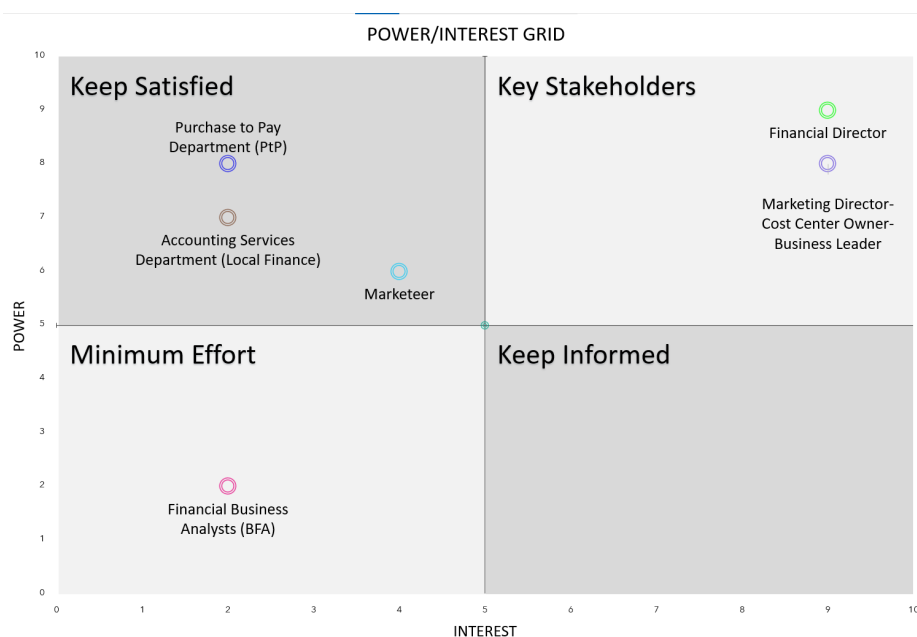 POWER/INTEREST GRID
10
Keep Satisfied
Key Stakeholders
9
Purchase to Pay
Department (PtP)
Financial Director
8
7
Marketing Director-
Cost Center Owner-
Business Leader
Accounting Services
Department (Local Finance)
6
Marketeer
POWER
5
Minimum Effort
Keep Informed
4
3
2
Financial Business
Analysts (BFA)
1
0
0 1 2 3 4 5 6 7 8 9 10
INTEREST